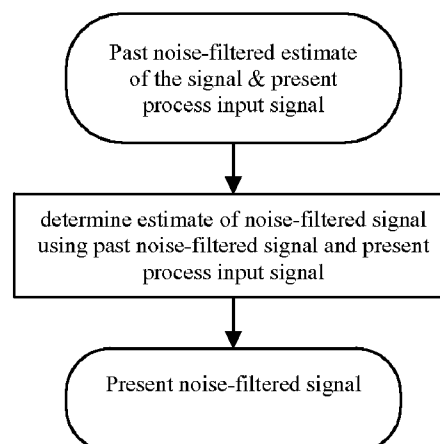 Past noise-filtered estimate
of the signal & present
process input signal
determine estimate of noise-filtered signal
using past noise-filtered signal and present
process input signal
Present noise-filtered signal